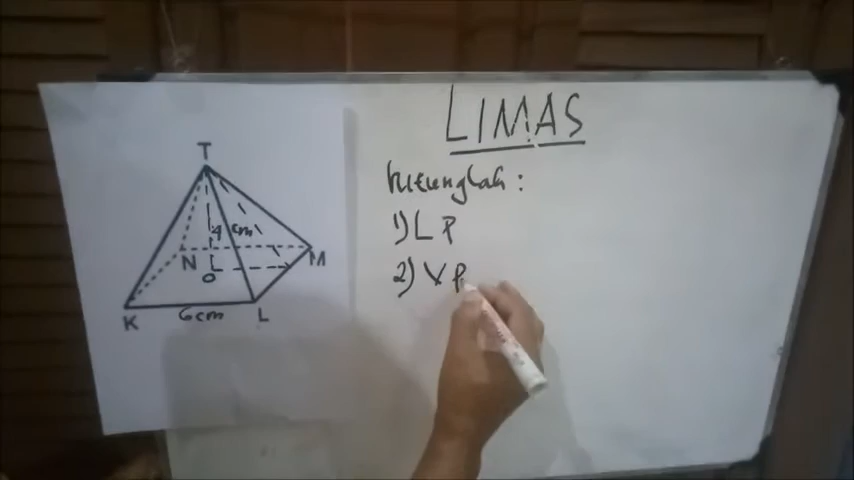 LIMAS
hitunglah :
1) L P
2) V P
T
4 cm
N
M
O
K
6 cm
L